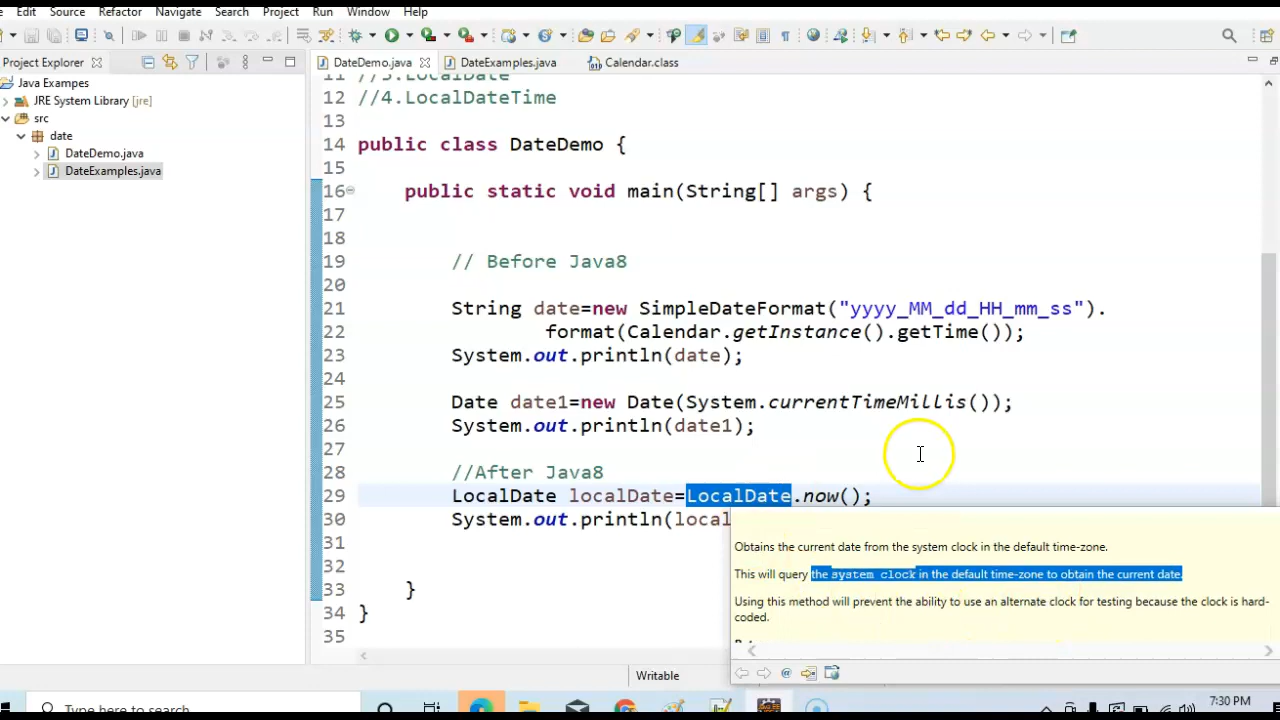 Edit Source Refactor Navigate Search Project Run Window Help
Project Explorer
DateDemo.java DateExamples.java Calendar.class
Java Exampes
JRE System Library [jre]
src
date
DateDemo.java
DateExamples.java
11 //3.LocalDate
12 //4.LocalDateTime
13
14 public class DateDemo {
15
16 public static void main(String[] args) {
17
18
19 // Before Java8
20
21 String date=new SimpleDateFormat("yyyy_MM_dd_HH_mm_ss").
22 format(Calendar.getInstance().getTime());
23 System.out.println(date);
24
25 Date date1=new Date(System.currentTimeMillis());
26 System.out.println(date1);
27
28 //After Java8
29 LocalDate localDate=LocalDate.now();
30 System.out.println(local
31
32
33 }
34 }
35
Obtains the current date from the system clock in the default time-zone.
This will query the system clock in the default time-zone to obtain the current date.
Using this method will prevent the ability to use an alternate clock for testing because the clock is hard-
coded.
Writable
Type here to search
7:30 PM